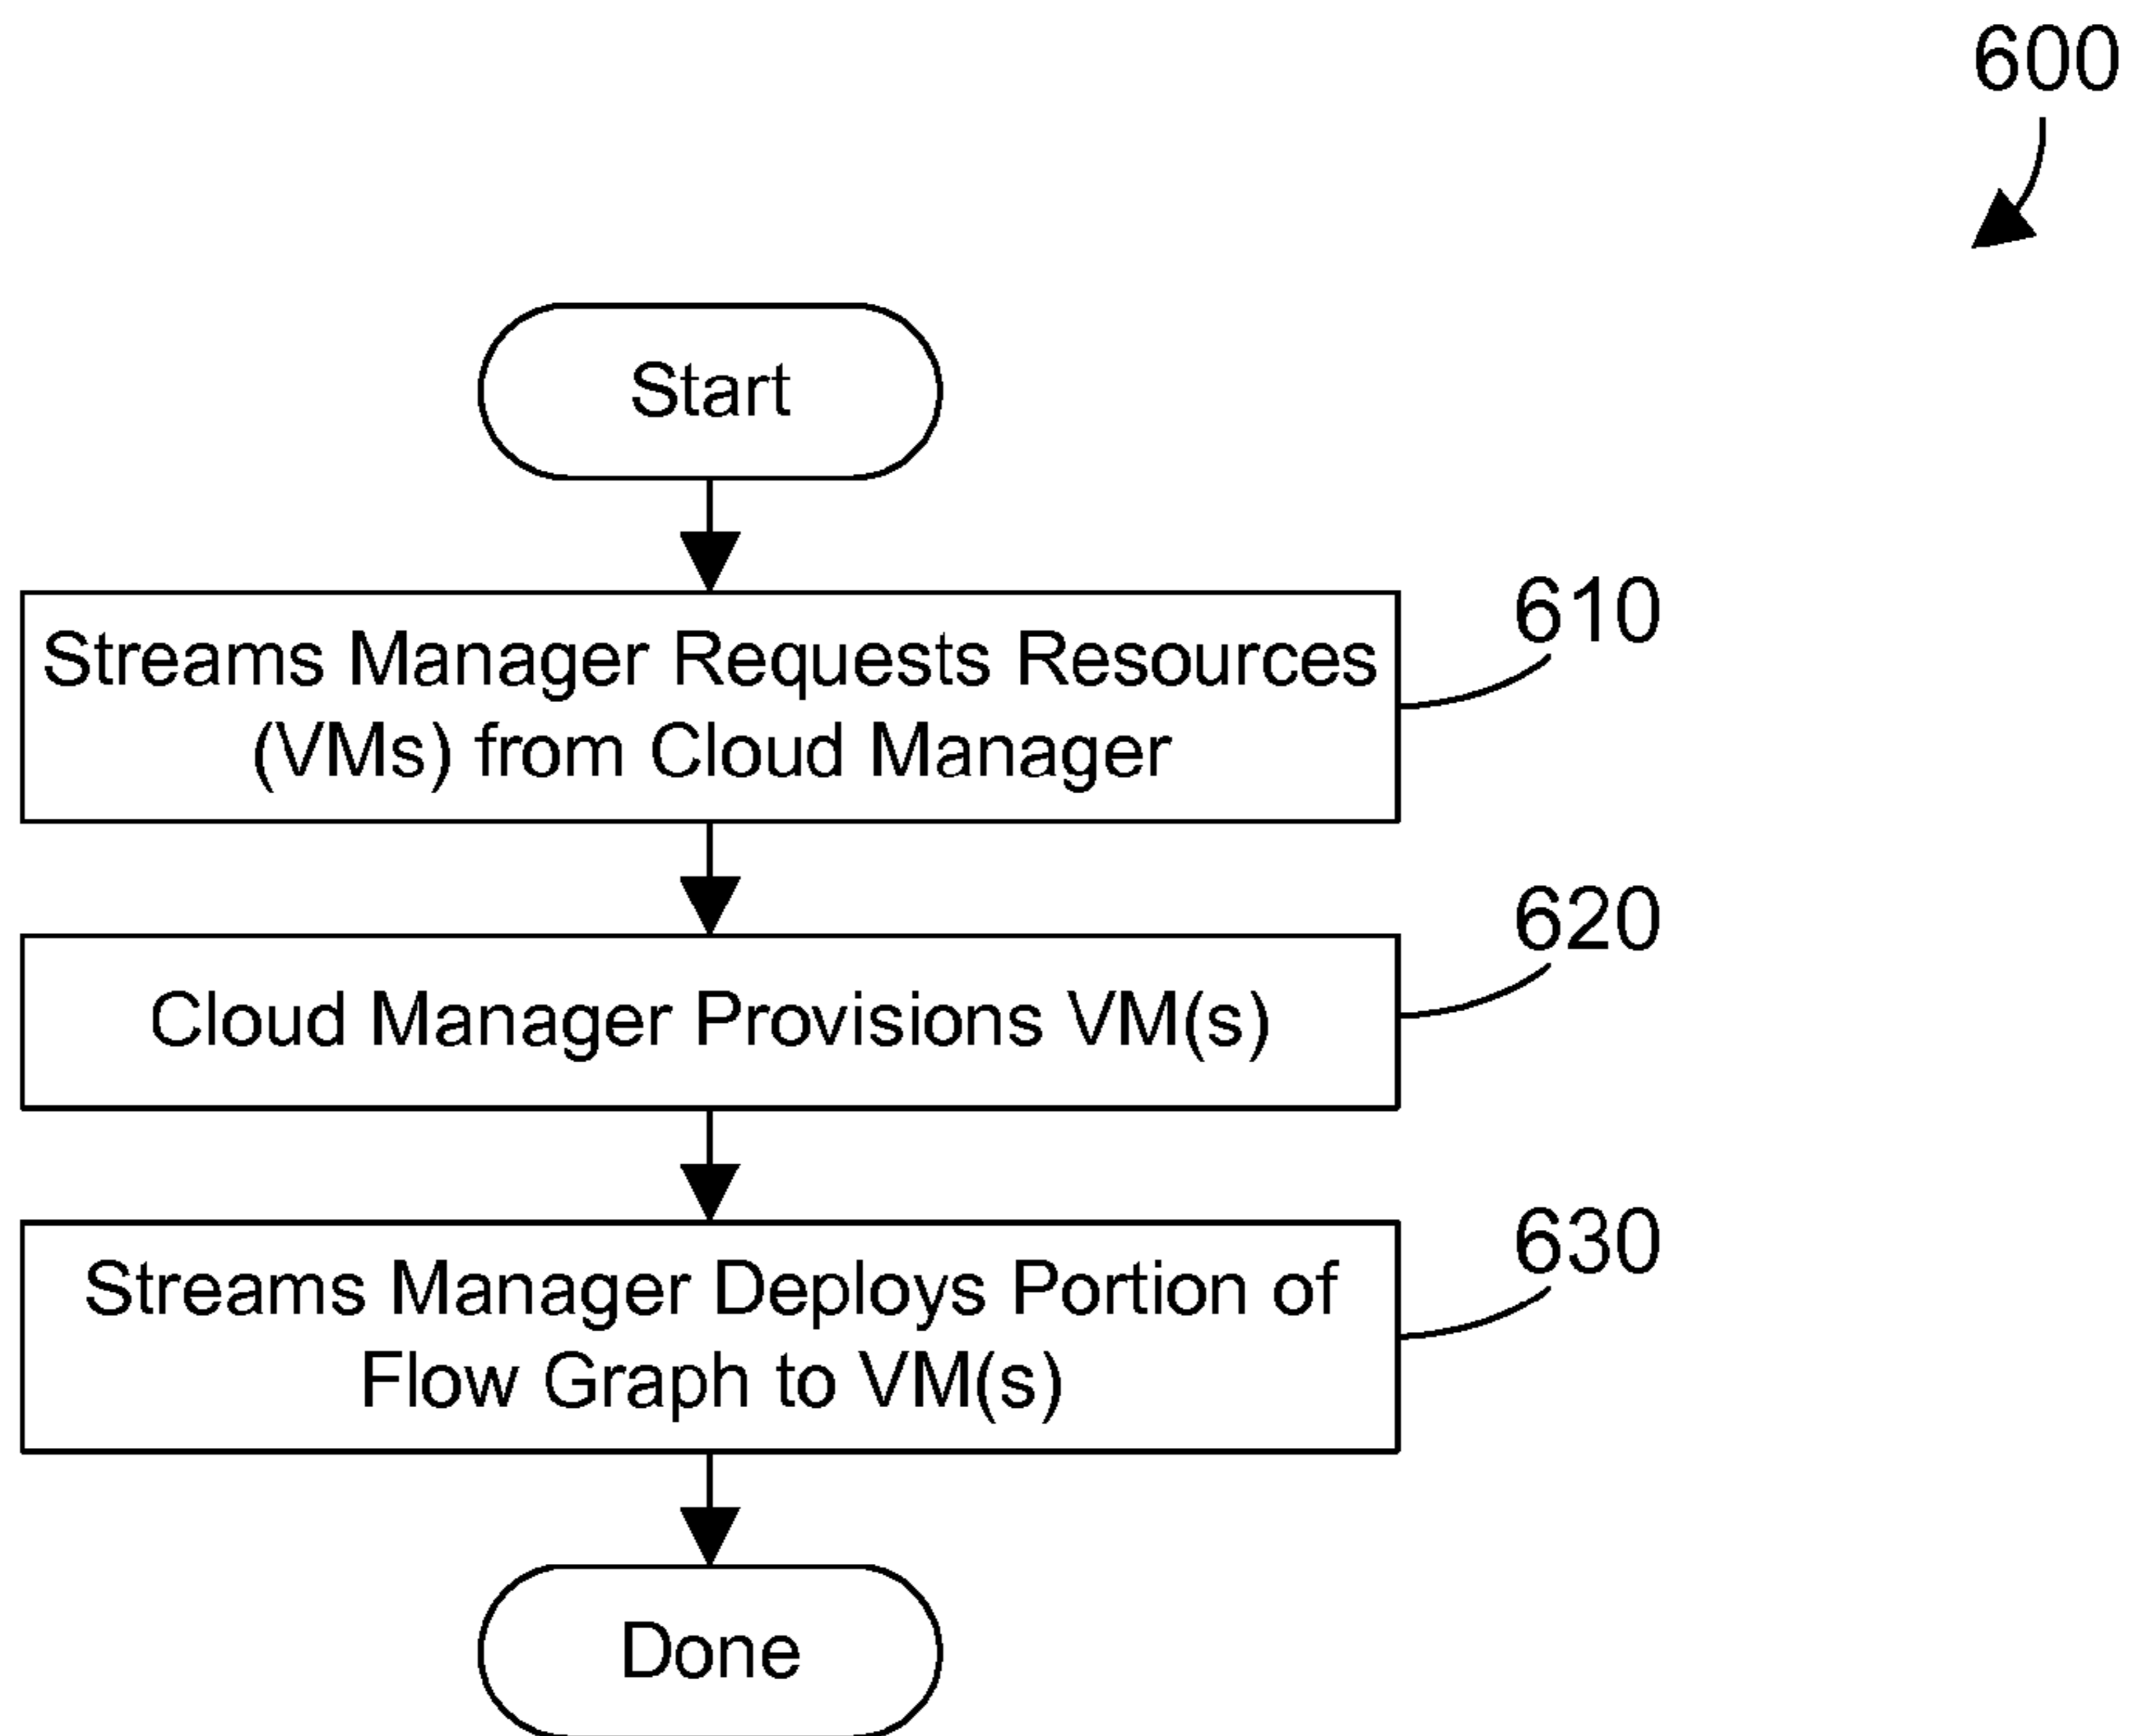 600
Start
Streams Manager Requests Resources
(VMs) from Cloud Manager
610
Cloud Manager Provisions VM(s)
620
Streams Manager Deploys Portion of
Flow Graph to VM(s)
630
Done